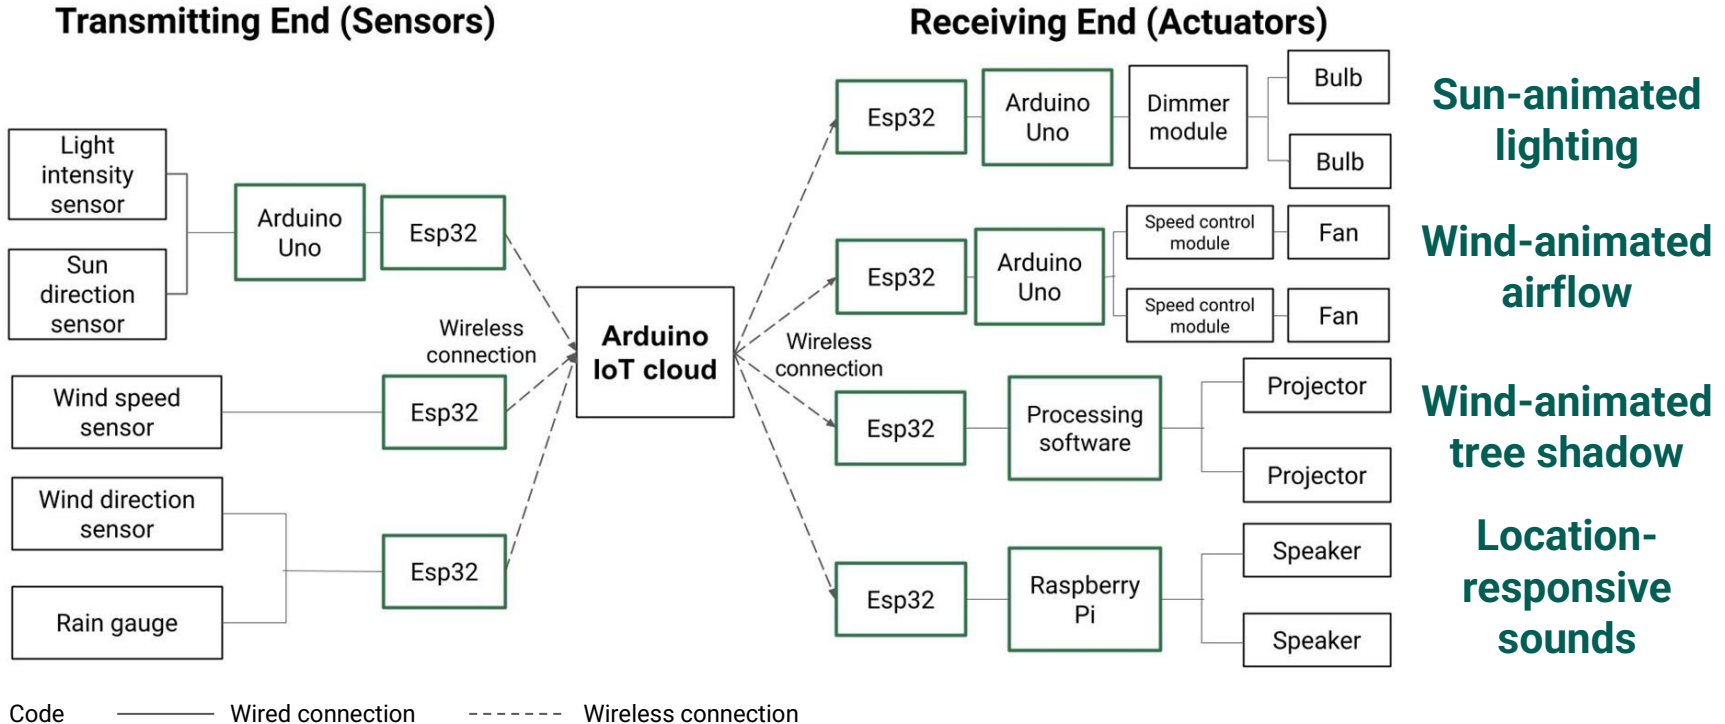 Transmitting End (Sensors)
Receiving End (Actuators)
Light
intensity
sensor
Sun
direction
sensor
Arduino
Uno
Esp32
Wind speed
sensor
Esp32
Wind direction
sensor
Rain gauge
Esp32
Wireless
connection
Arduino
IoT cloud
Wireless
connection
Esp32
Arduino
Uno
Dimmer
module
Bulb
Bulb
Sun-animated
lighting
Esp32
Arduino
Uno
Speed control
module
Fan
Speed control
module
Fan
Wind-animated
airflow
Esp32
Processing
software
Projector
Projector
Wind-animated
tree shadow
Esp32
Raspberry
Pi
Speaker
Speaker
Location-
responsive
sounds
Code
Wired connection
Wireless connection